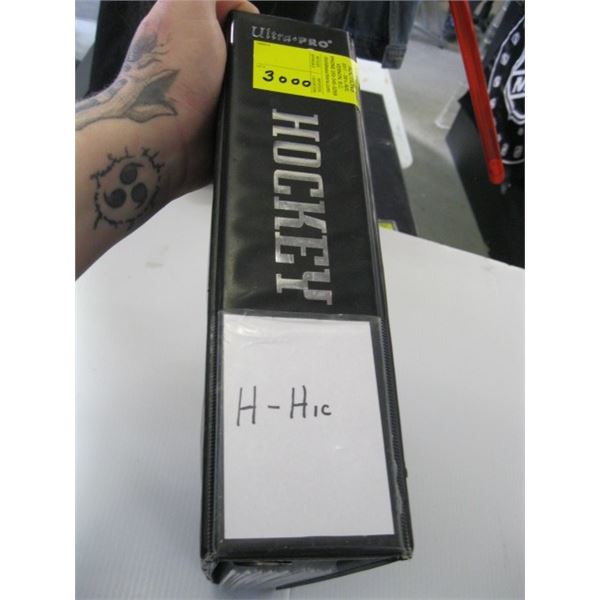 Ultra•PRO®
3000
HOCKEY
H - Hic